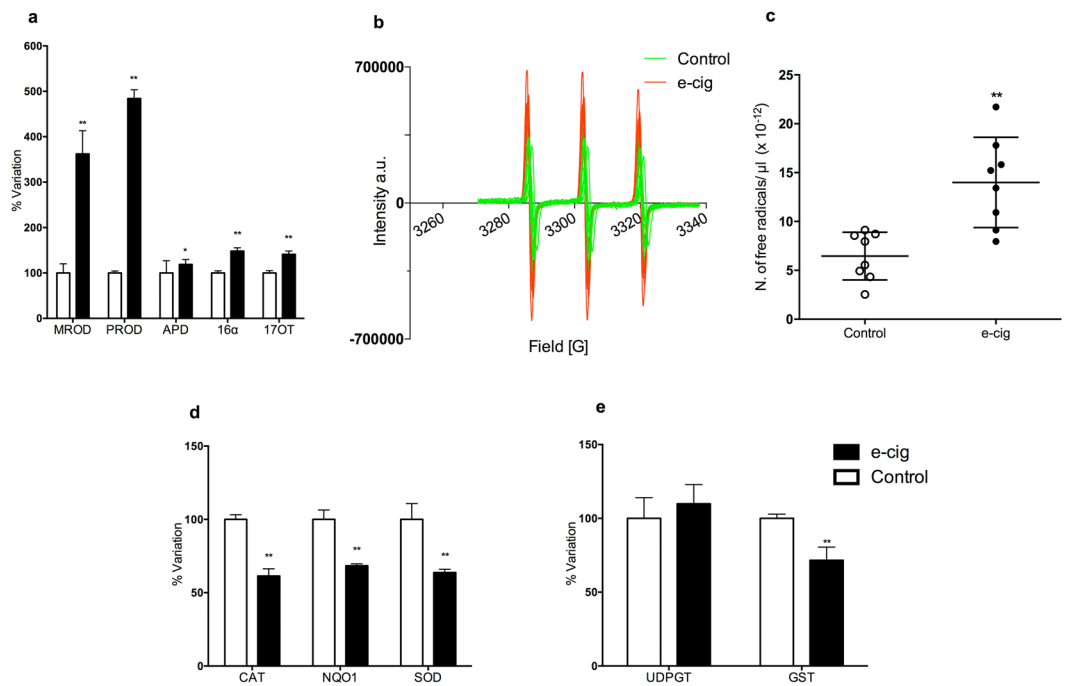 a
600
500
400
300
200
100
0
% Variation
**
**
*
**
**
MROD
PROD
APD
16α
17OT
b
700000
0
-700000
Intensity a.u.
3260
3280
3300
3320
3340
Field [G]
Control
e-cig
c
25
20
15
10
5
0
N. of free radicals/ µl (x 10-12)
**
Control
e-cig
d
150
100
50
0
% Variation
**
**
**
CAT
NQO1
SOD
e
150
100
50
0
% Variation
**
UDPGT
GST
e-cig
Control